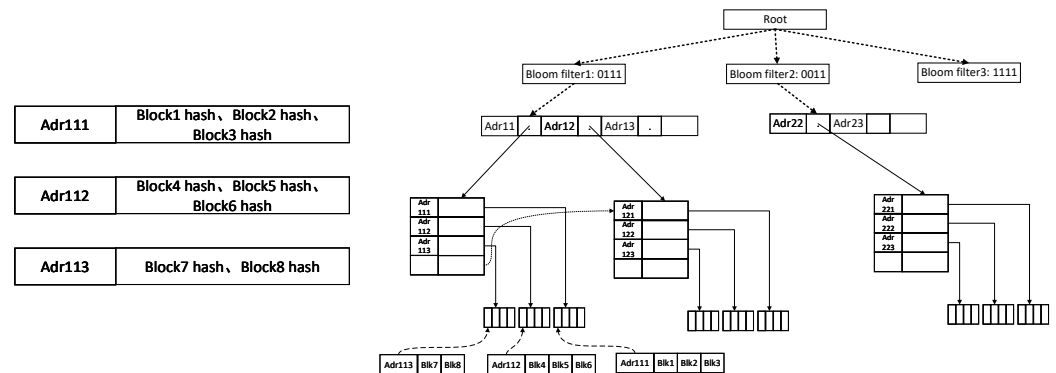 Root
Bloom filter1: 0111
Bloom filter2: 0011
Bloom filter3: 1111
Adr11 . Adr12 . Adr13 .
Adr22 . Adr23
Adr111
Block1 hash、Block2 hash、
Block3 hash
Adr112
Block4 hash、Block5 hash、
Block6 hash
Adr113
Block7 hash、Block8 hash
Adr
111
Adr
112
Adr
113
Adr
121
Adr
122
Adr
123
Adr
221
Adr
222
Adr
223
Adr113 Blk7 Blk8
Adr112 Blk4 Blk5 Blk6
Adr111 Blk1 Blk2 Blk3